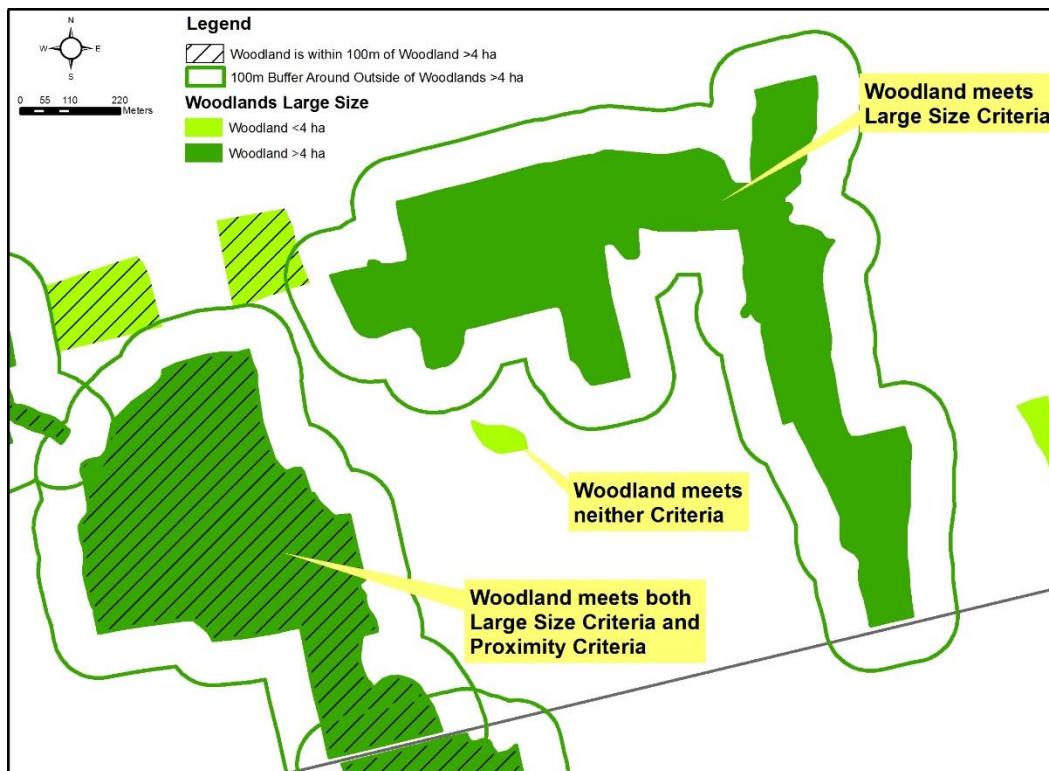 Legend
N
W E
S
Woodland is within 100m of Woodland >4 ha
100m Buffer Around Outside of Woodlands >4 ha
0 55 110 220
Meters
Woodlands Large Size
Woodland <4 ha
Woodland >4 ha
Woodland meets
Large Size Criteria
Woodland meets
neither Criteria
Woodland meets both
Large Size Criteria and
Proximity Criteria